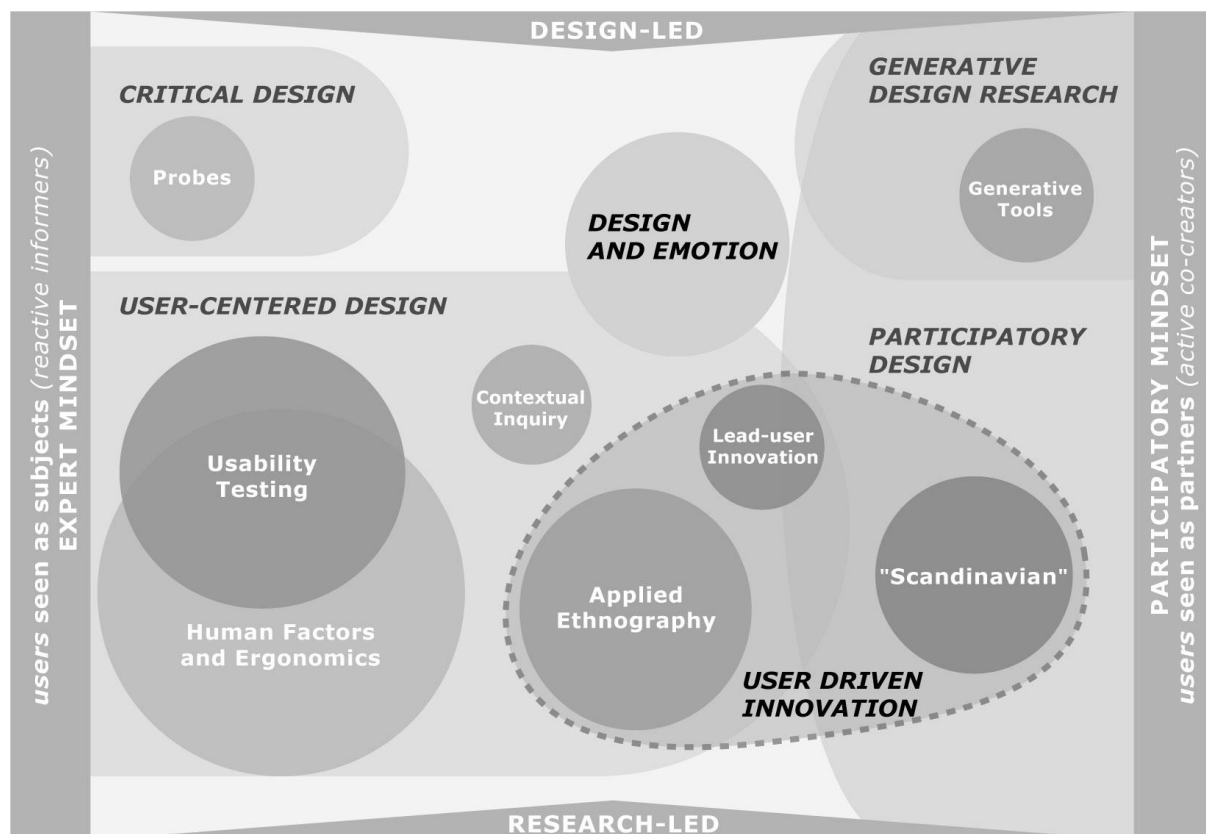 DESIGN-LED
CRITICAL DESIGN
Probes
GENERATIVE
DESIGN RESEARCH
Generative
Tools
DESIGN
AND EMOTION
USER-CENTERED DESIGN
Usability
Testing
Human Factors
and Ergonomics
Contextual
Inquiry
PARTICIPATORY
DESIGN
Lead-user
Innovation
Applied
Ethnography
"Scandinavian"
USER DRIVEN
INNOVATION
RESEARCH-LED
users seen as subjects (reactive informers)
EXPERT MINDSET
PARTICIPATORY MINDSET
users seen as partners (active co-creators)